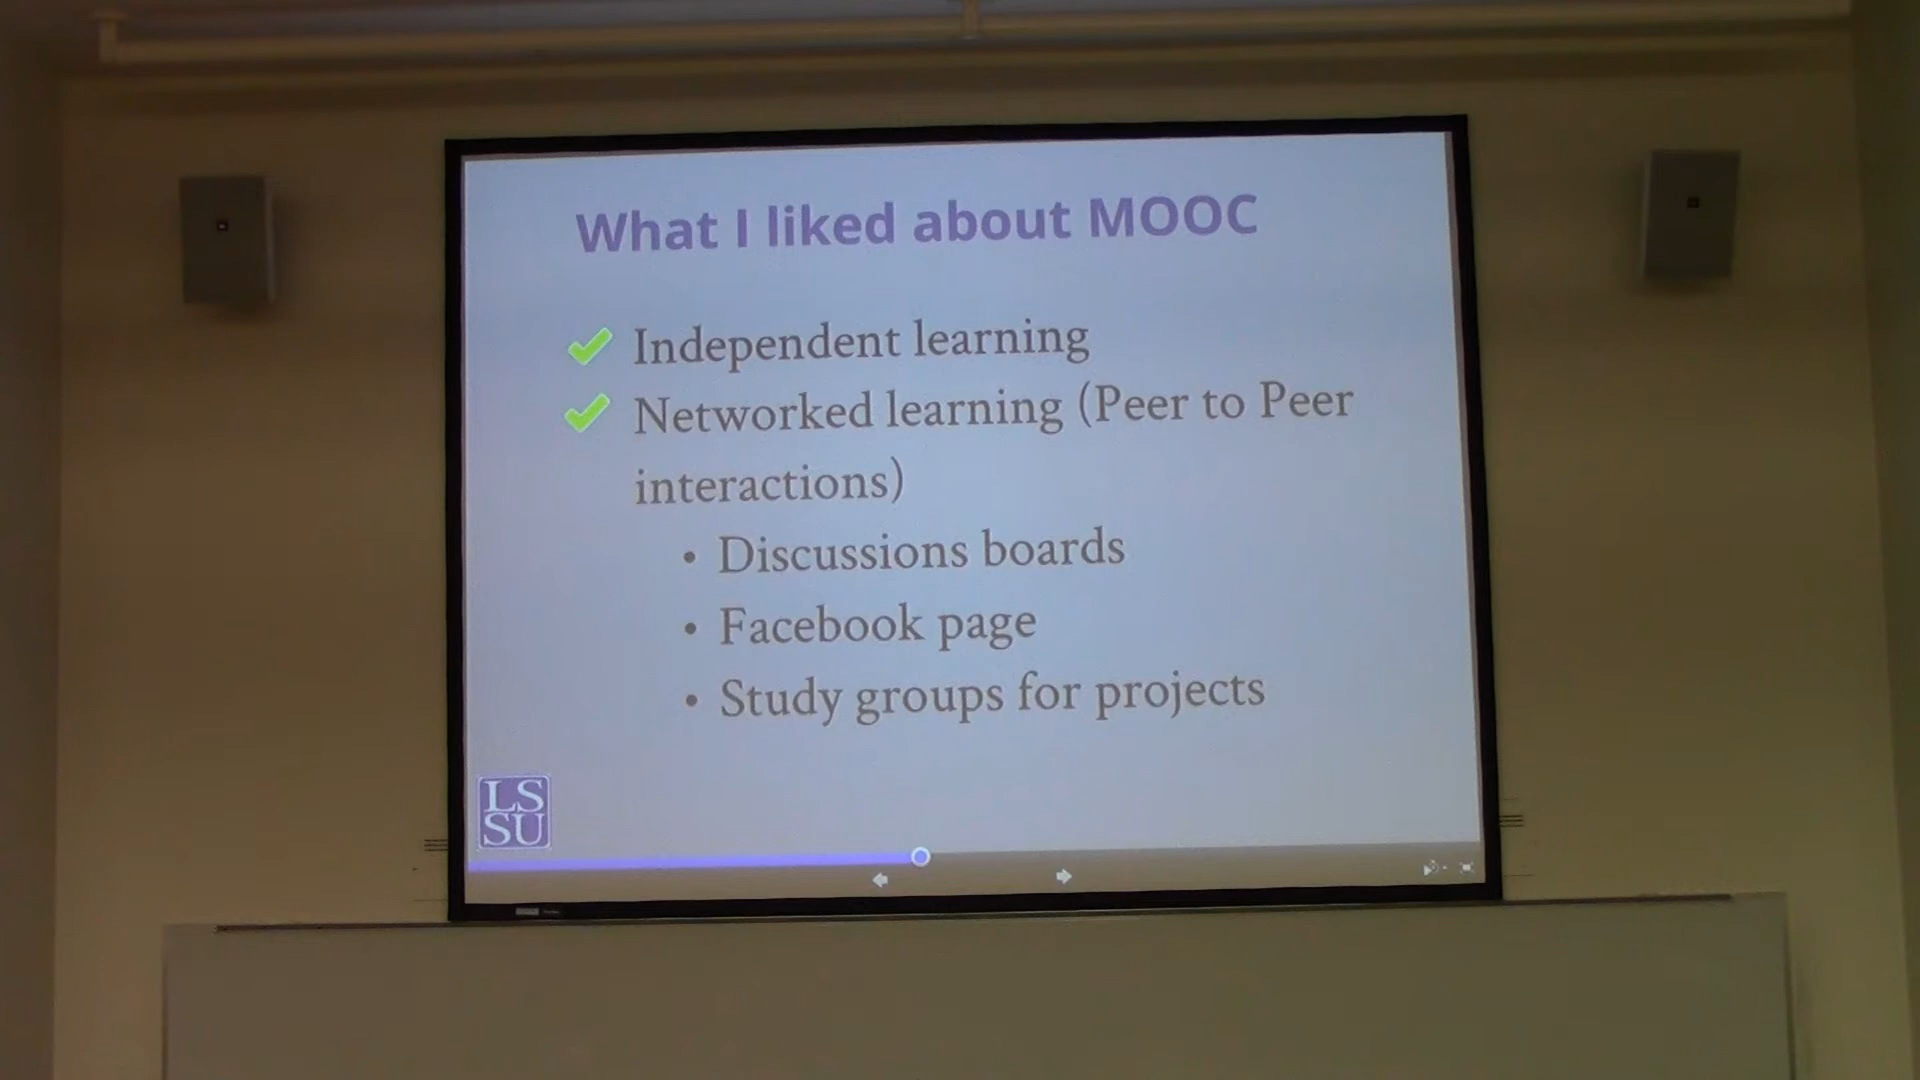 What I liked about MOOC
Independent learning
Networked learning (Peer to Peer
interactions)
• Discussions boards
• Facebook page
• Study groups for projects
LS
SU